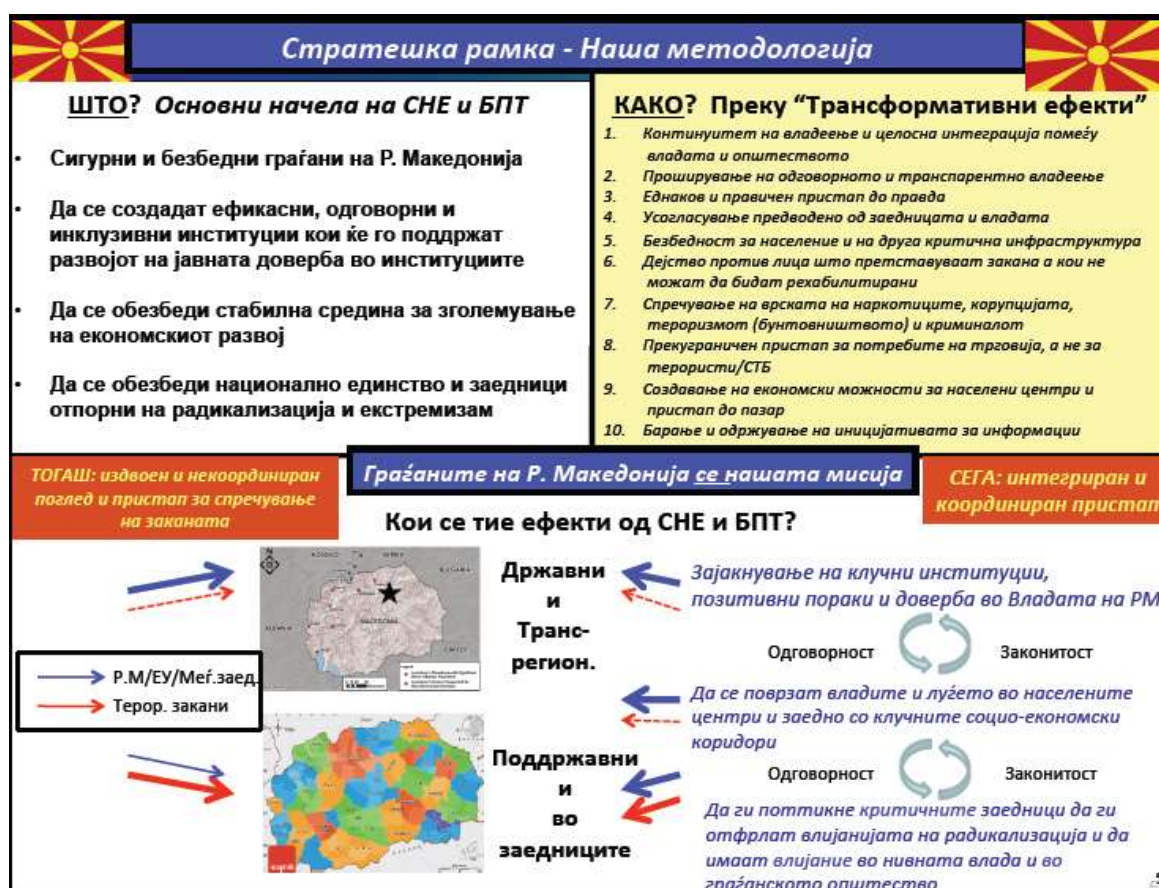 Стратешка рамка - Наша методологија
ШТО? Основни начела на СНЕ и БПТ
• Сигурни и безбедни граѓани на Р. Македонија
• Да се создадат ефикасни, одговорни и
инклузивни институции кои ќе го поддржат
развојот на јавната доверба во институциите
• Да се обезбеди стабилна средина за зголемување
на економскиот развој
• Да се обезбеди национално единство и заедници
отпорни на радикализација и екстремизам
КАКО? Преку “Трансформативни ефекти”
1. Континуитет на владеење и целосна интеграција помеѓу
владата и општеството
2. Проширување на одговорното и транспарентно владеење
3. Еднаков и правичен пристап до правда
4. Усогласување предводено од заедницата и владата
5. Безбедност за население и на друга критична инфраструктура
6. Дејство против лица што претставуваат закана а кои не
можат да бидат рехабилитирани
7. Спречување на врската на наркотиците, корупцијата,
тероризмот (бунтовништвото) и криминалот
8. Прекуграничен пристап за потребите на трговија, а не за
терористи/СТБ
9. Создавање на економски можности за населени центри и
пристап до пазар
10. Барање и одржување на иницијативата за информации
ТОГАШ: издвоен и некоординиран
поглед и пристап за спречување
на заканата
Граѓаните на Р. Македонија се нашата мисија
СЕГА: интегриран и
координиран пристап
Кои се тие ефекти од СНЕ и БПТ?
Р.М/ЕУ/Меѓ.заед.
Терор. закани
Државни
и
Транс-
регион.
Поддржавни
и
во
заедниците
Зајакнување на клучни институции,
позитивни пораки и доверба во Владата на РМ
Одговорност Законитост
Да се поврзат владите и луѓето во населените
центри и заедно со клучните социо-економски
коридори
Одговорност Законитост
Да ги поттикне критичните заедници да ги
отфрлат влијанијата на радикализација и да
имаат влијание во нивната влада и во
граѓанското општество